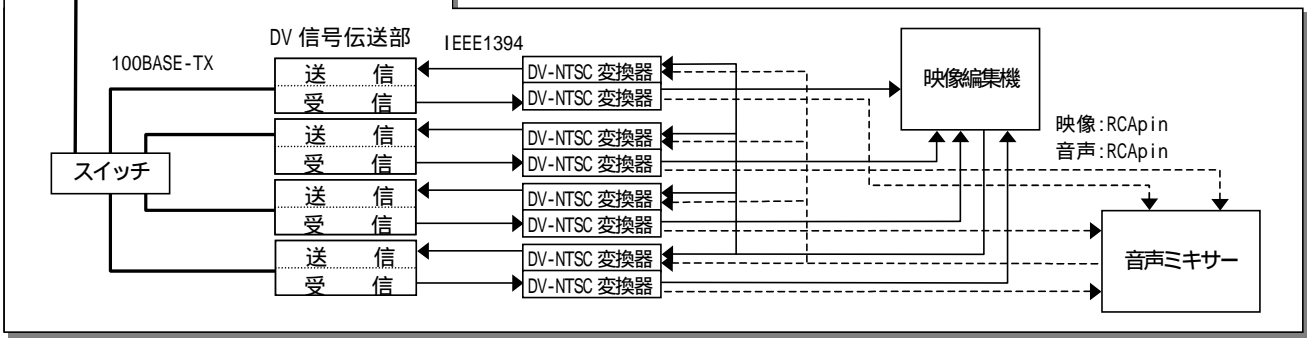 DV 信号伝送部
IEEE1394
100BASE-TX
送 信
受 信
DV-NTSC 変換器
DV-NTSC 変換器
映像編集機
送 信
受 信
DV-NTSC 変換器
DV-NTSC 変換器
映像:RCApin
音声:RCApin
スイッチ
送 信
受 信
DV-NTSC 変換器
DV-NTSC 変換器
送 信
受 信
DV-NTSC 変換器
DV-NTSC 変換器
音声ミキサー